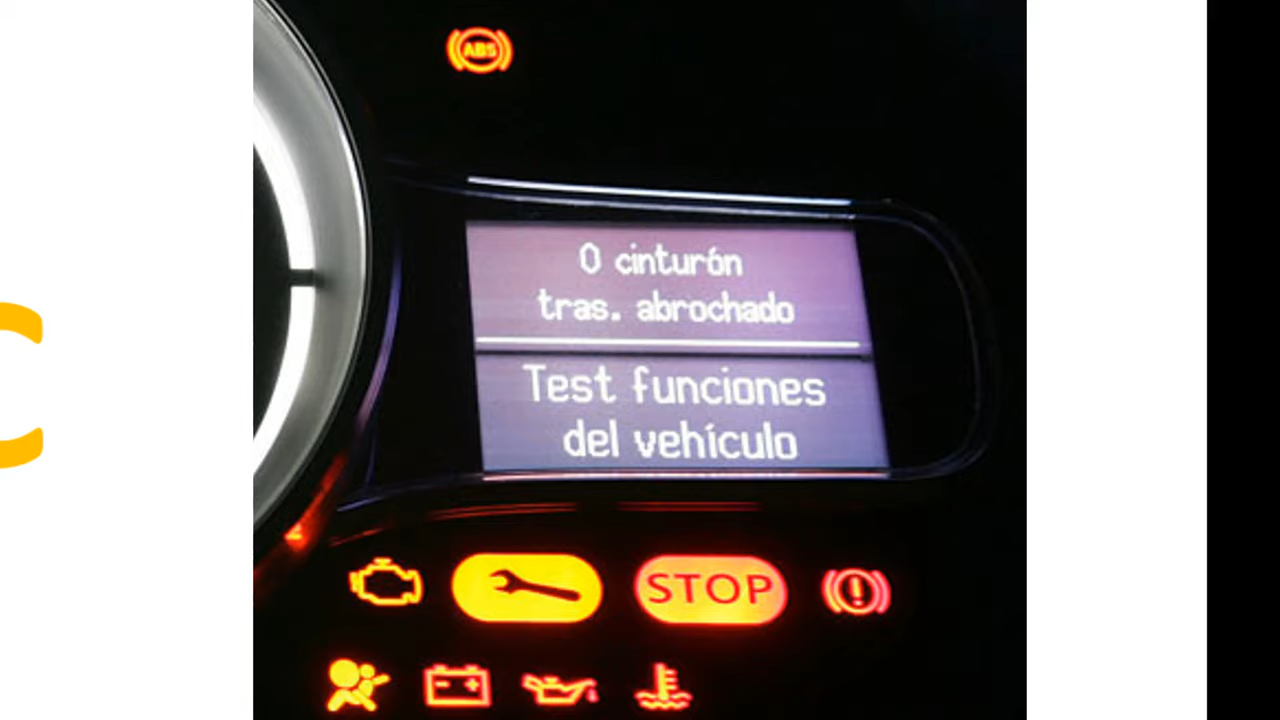 ABS
0 cinturón
tras. abrochado
Test funciones
del vehículo
STOP